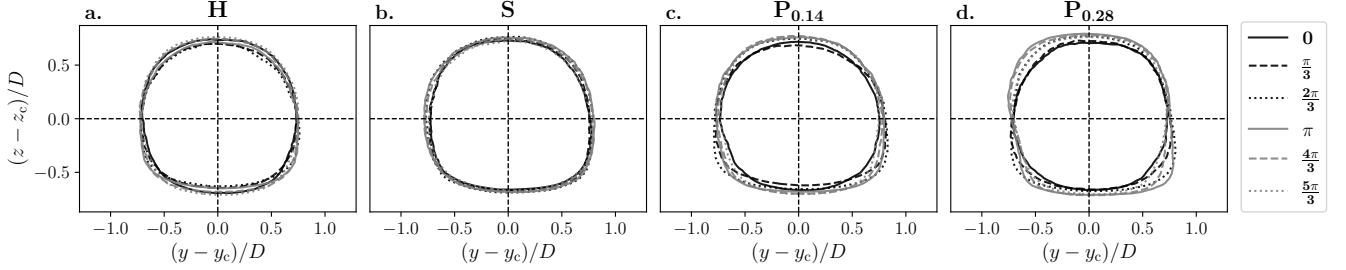 a. H b. S c. P0.14 d. P0.28
(z − zc)/D
0.5
0.0
−0.5
−1.0 −0.5 0.0 0.5 1.0 −1.0 −0.5 0.0 0.5 1.0 −1.0 −0.5 0.0 0.5 1.0 −1.0 −0.5 0.0 0.5 1.0
(y − yc)/D (y − yc)/D (y − yc)/D (y − yc)/D
0
π/3
2π/3
π
4π/3
5π/3